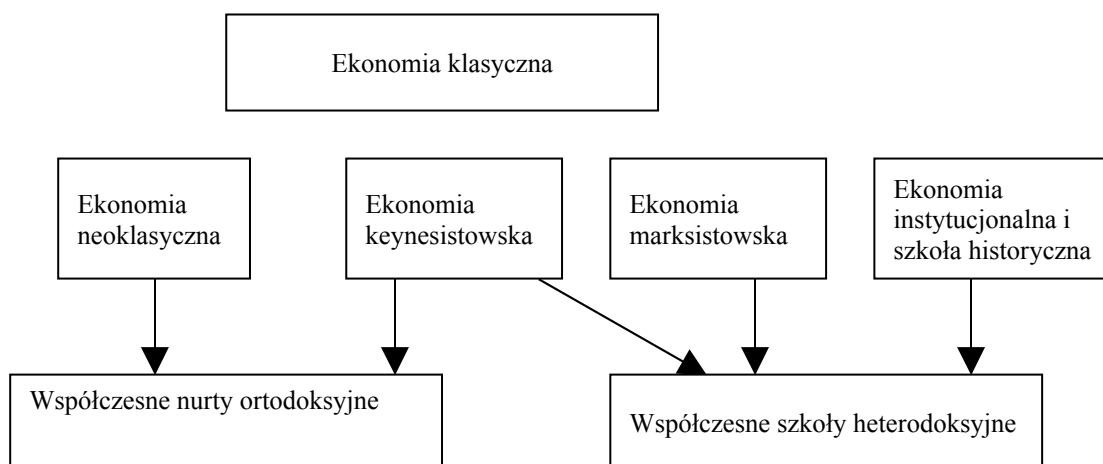 Ekonomia klasyczna
Ekonomia
neoklasyczna
Ekonomia
keynesistowska
Ekonomia
marksistowska
Ekonomia
instytucjonalna i
szkoła historyczna
Współczesne nurty ortodoksyjne
Współczesne szkoły heterodoksyjne